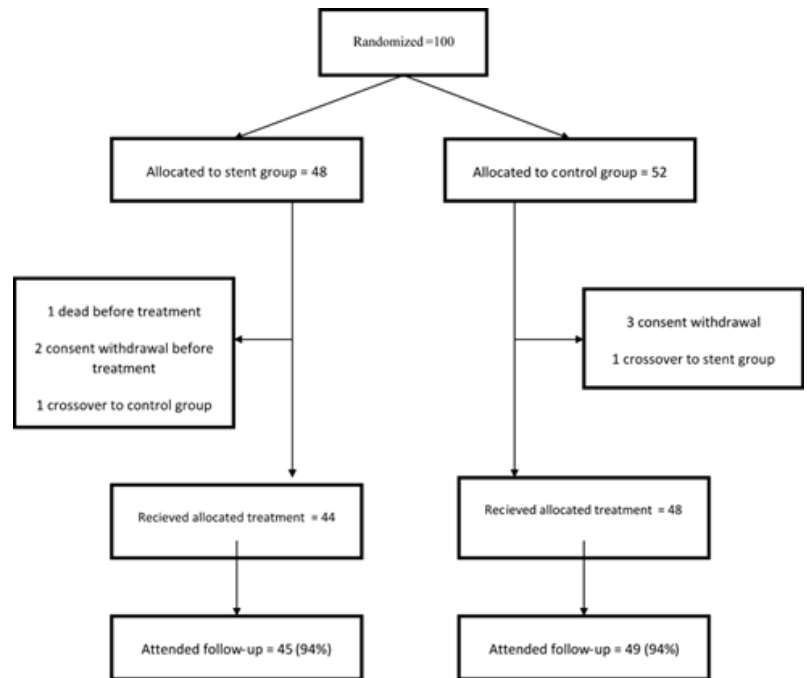 Randomized =100
Allocated to stent group = 48
Allocated to control group = 52
1 dead before treatment
2 consent withdrawal before
treatment
1 crossover to control group
3 consent withdrawal
1 crossover to stent group
Recieved allocated treatment = 44
Recieved allocated treatment = 48
Attended follow-up = 45 (94%)
Attended follow-up = 49 (94%)